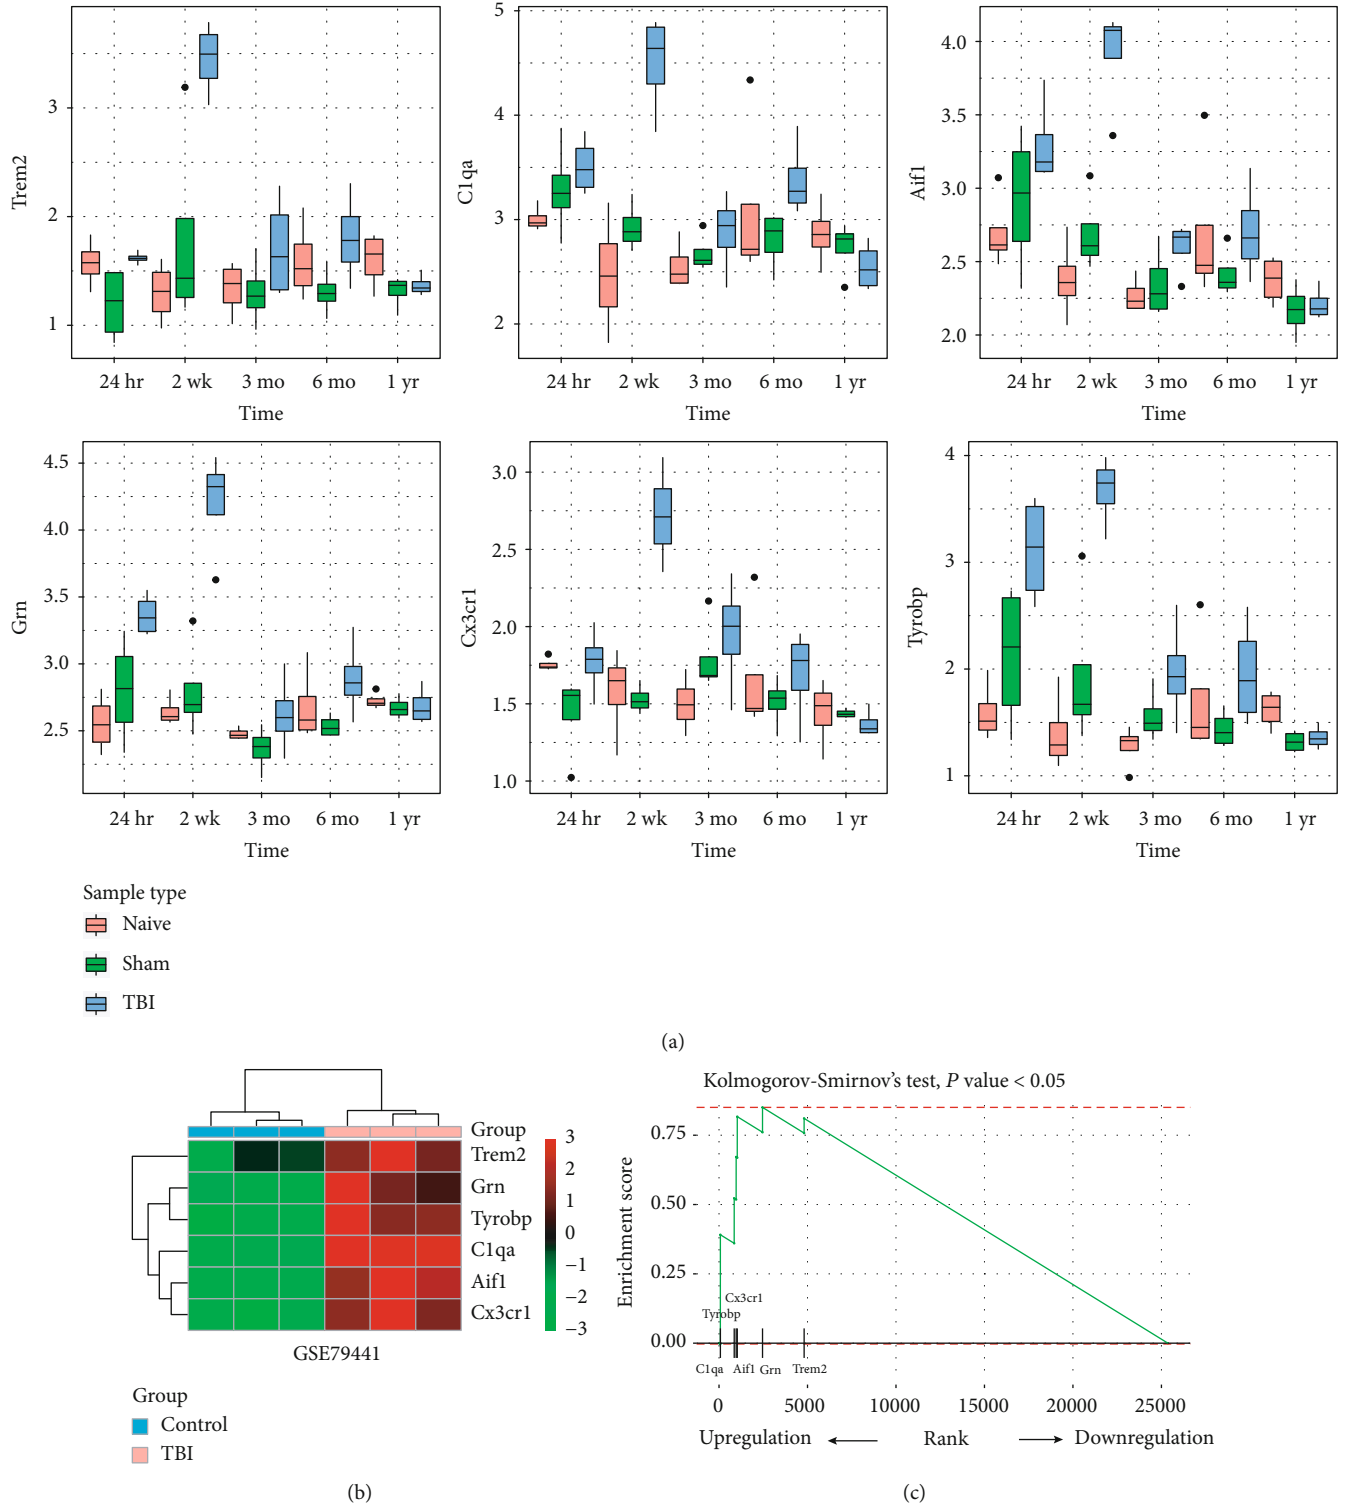 Trem2
3
2
1
24 hr 2 wk 3 mo 6 mo 1 yr
Time
C1qa
5
4
3
2
24 hr 2 wk 3 mo 6 mo 1 yr
Time
Aif1
4.0
3.5
3.0
2.5
2.0
24 hr 2 wk 3 mo 6 mo 1 yr
Time
Grn
4.5
4.0
3.5
3.0
2.5
24 hr 2 wk 3 mo 6 mo 1 yr
Time
Cx3cr1
3.0
2.5
2.0
1.5
1.0
24 hr 2 wk 3 mo 6 mo 1 yr
Time
Tyrobp
4
3
2
1
24 hr 2 wk 3 mo 6 mo 1 yr
Time
Sample type
Naive
Sham
TBI
(a)
Group
Trem2
Grn
Tyrobp
C1qa
Aif1
Cx3cr1
3
2
1
0
−1
−2
−3
GSE79441
Group
Control
TBI
(b)
Kolmogorov-Smirnov's test, P value < 0.05
Enrichment score
0.75
0.50
0.25
0.00
Cx3cr1
Tyrobp
C1qa Aif1 Grn Trem2
0 5000 10000 15000 20000 25000
Upregulation Rank Downregulation
(c)